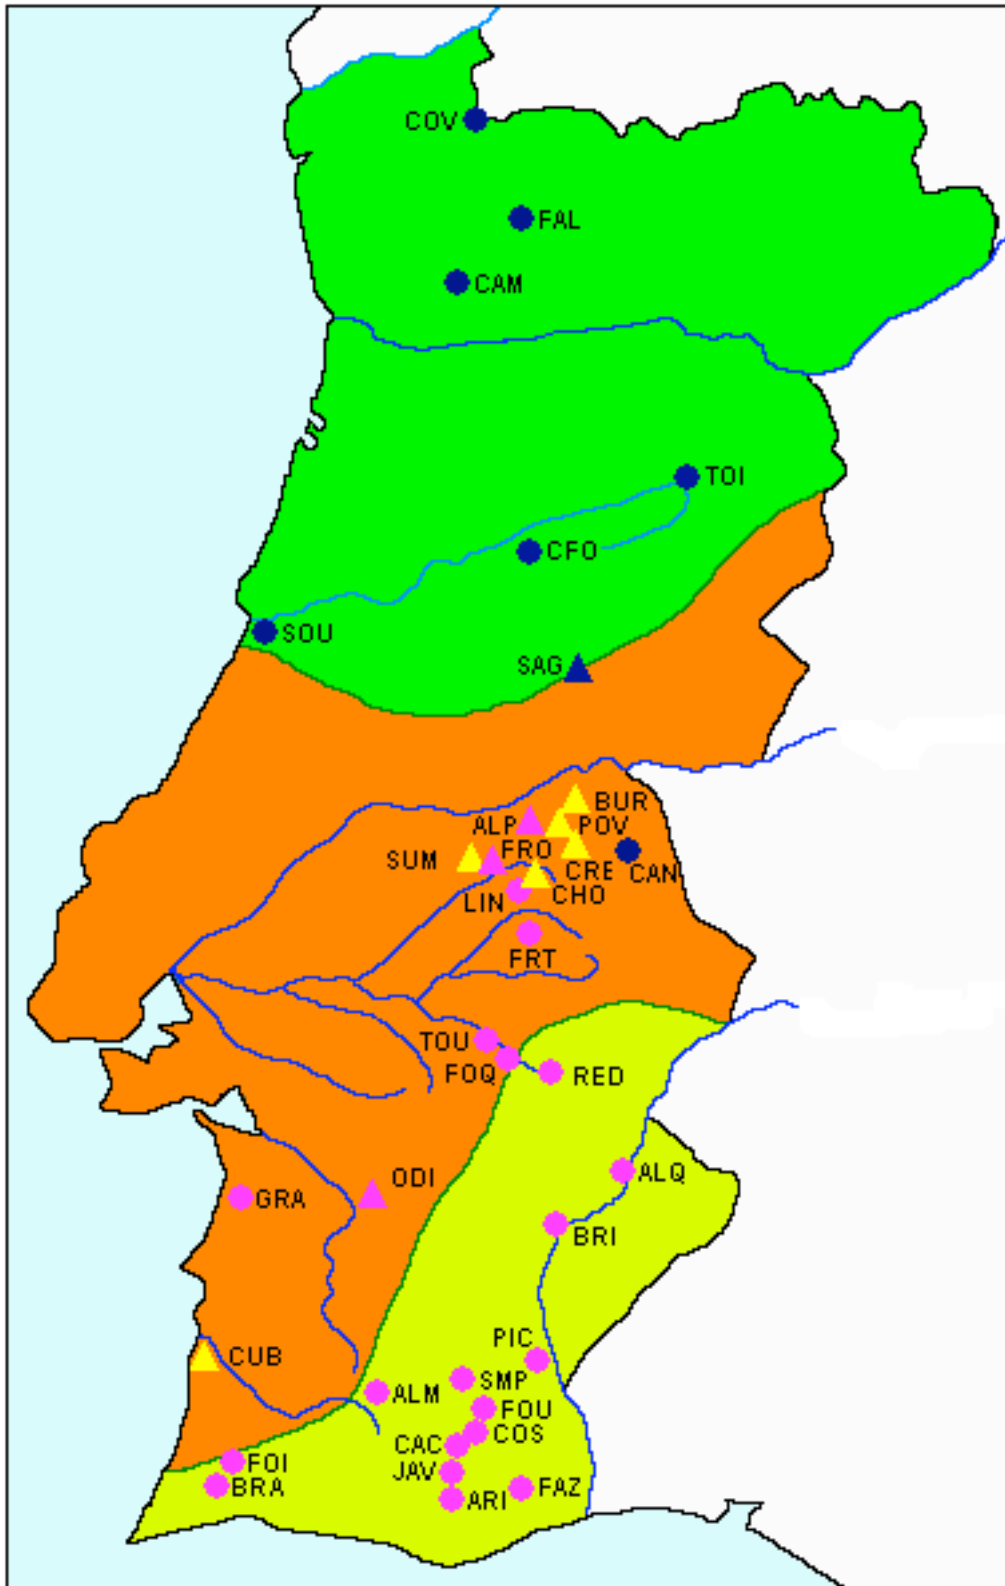 COV
FAL
CAM
TOI
CFO
SOU
SAG
BUR
ALP
POV
FRO
SUM
CRE
CAN
CHO
LIN
FRT
TOU
FOQ
RED
ALQ
ODI
GRA
BRI
PIC
CUB
SMP
ALM
FOU
COS
CAC
FOI
JAV
BRA
FAZ
ARI